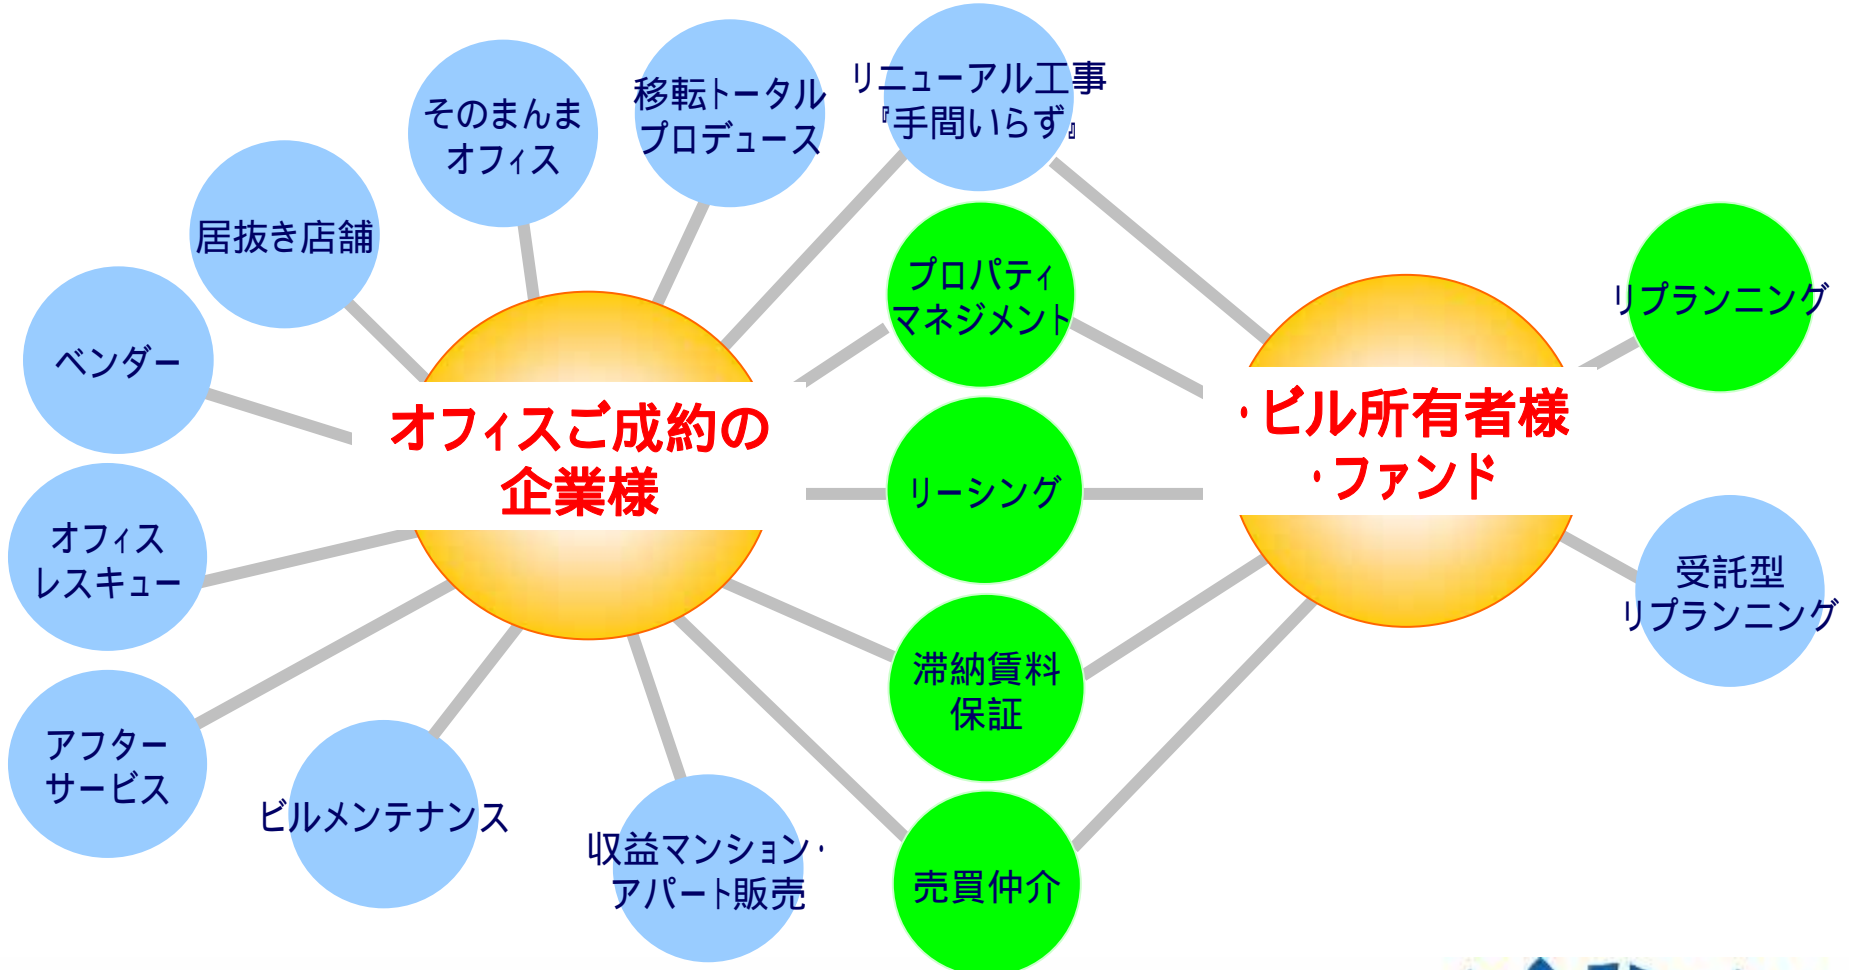 リニューアル工事
『手間いらず』
移転トータル
プロデュース
そのまんま
オフィス
居抜き店舗
ベンダー
オフィス
レスキュー
アフター
サービス
ビルメンテナンス
収益マンション・
アパート販売
オフィスご成約の
企業様
プロパティ
マネジメント
リーシング
滞納賃料
保証
売買仲介
・ビル所有者様
・ファンド
リプランニング
受託型
リプランニング